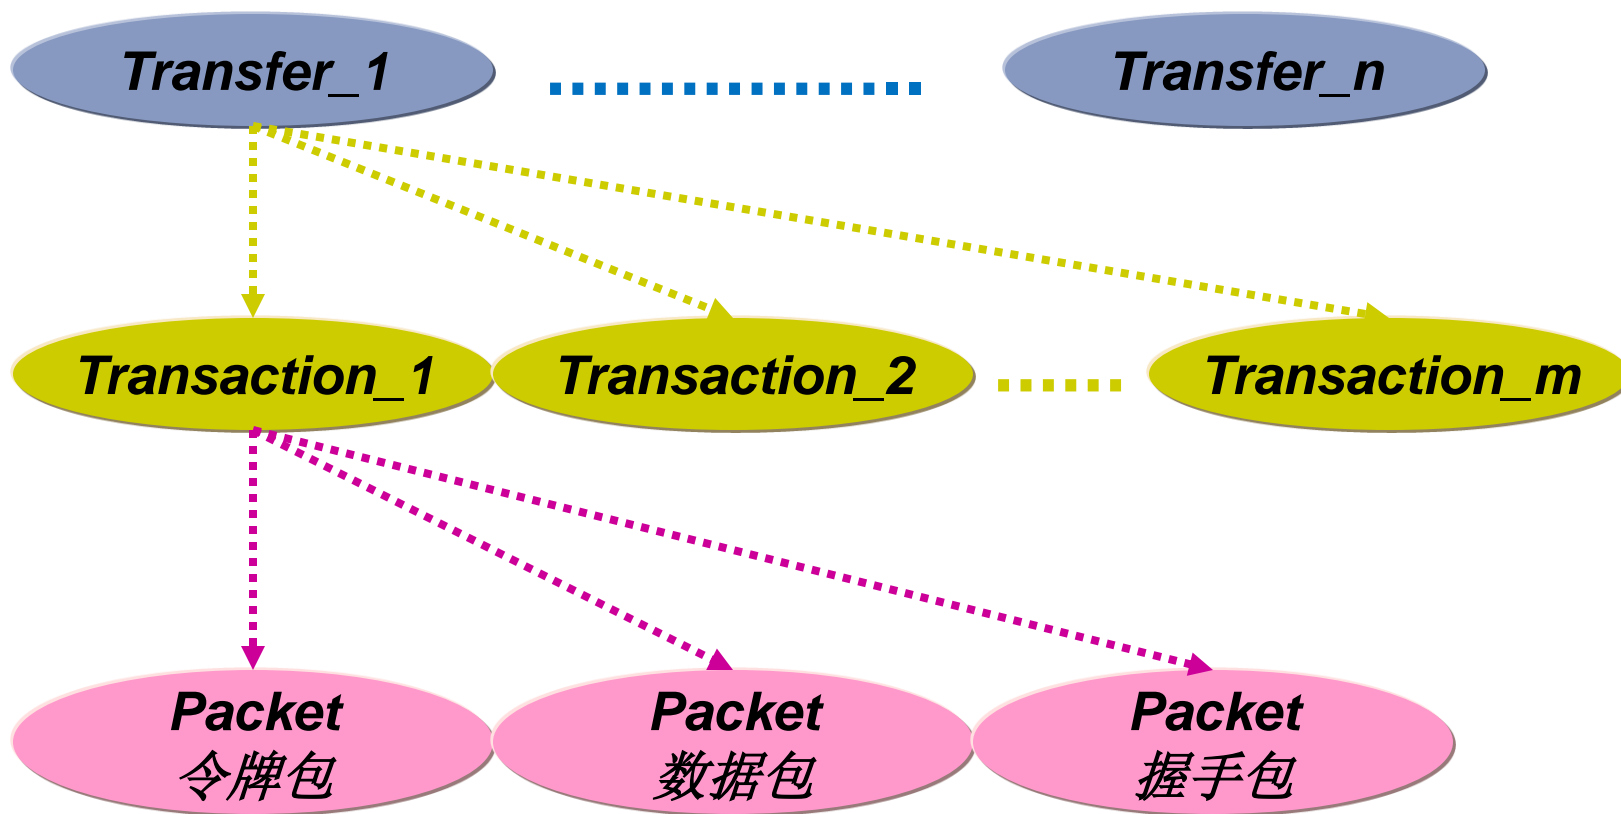 Transfer_1
Transfer_n
Transaction_1
Transaction_2
Transaction_m
Packet
令牌包
Packet
数据包
Packet
握手包